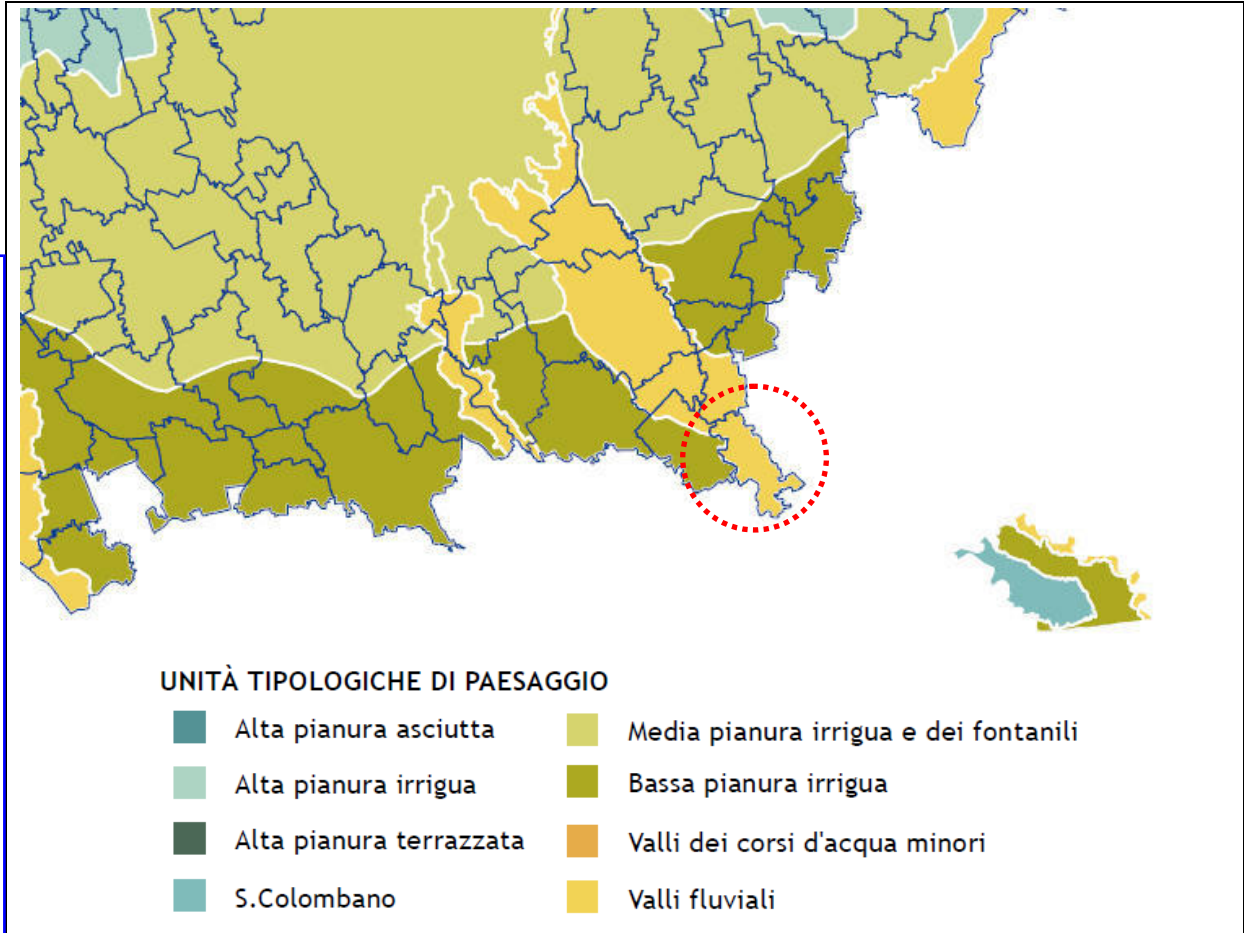 UNITÀ TIPOLOGICHE DI PAESAGGIO
Alta pianura asciutta
Alta pianura irrigua
Alta pianura terrazzata
S.Colombano
Media pianura irrigua e dei fontanili
Bassa pianura irrigua
Valli dei corsi d'acqua minori
Valli fluviali